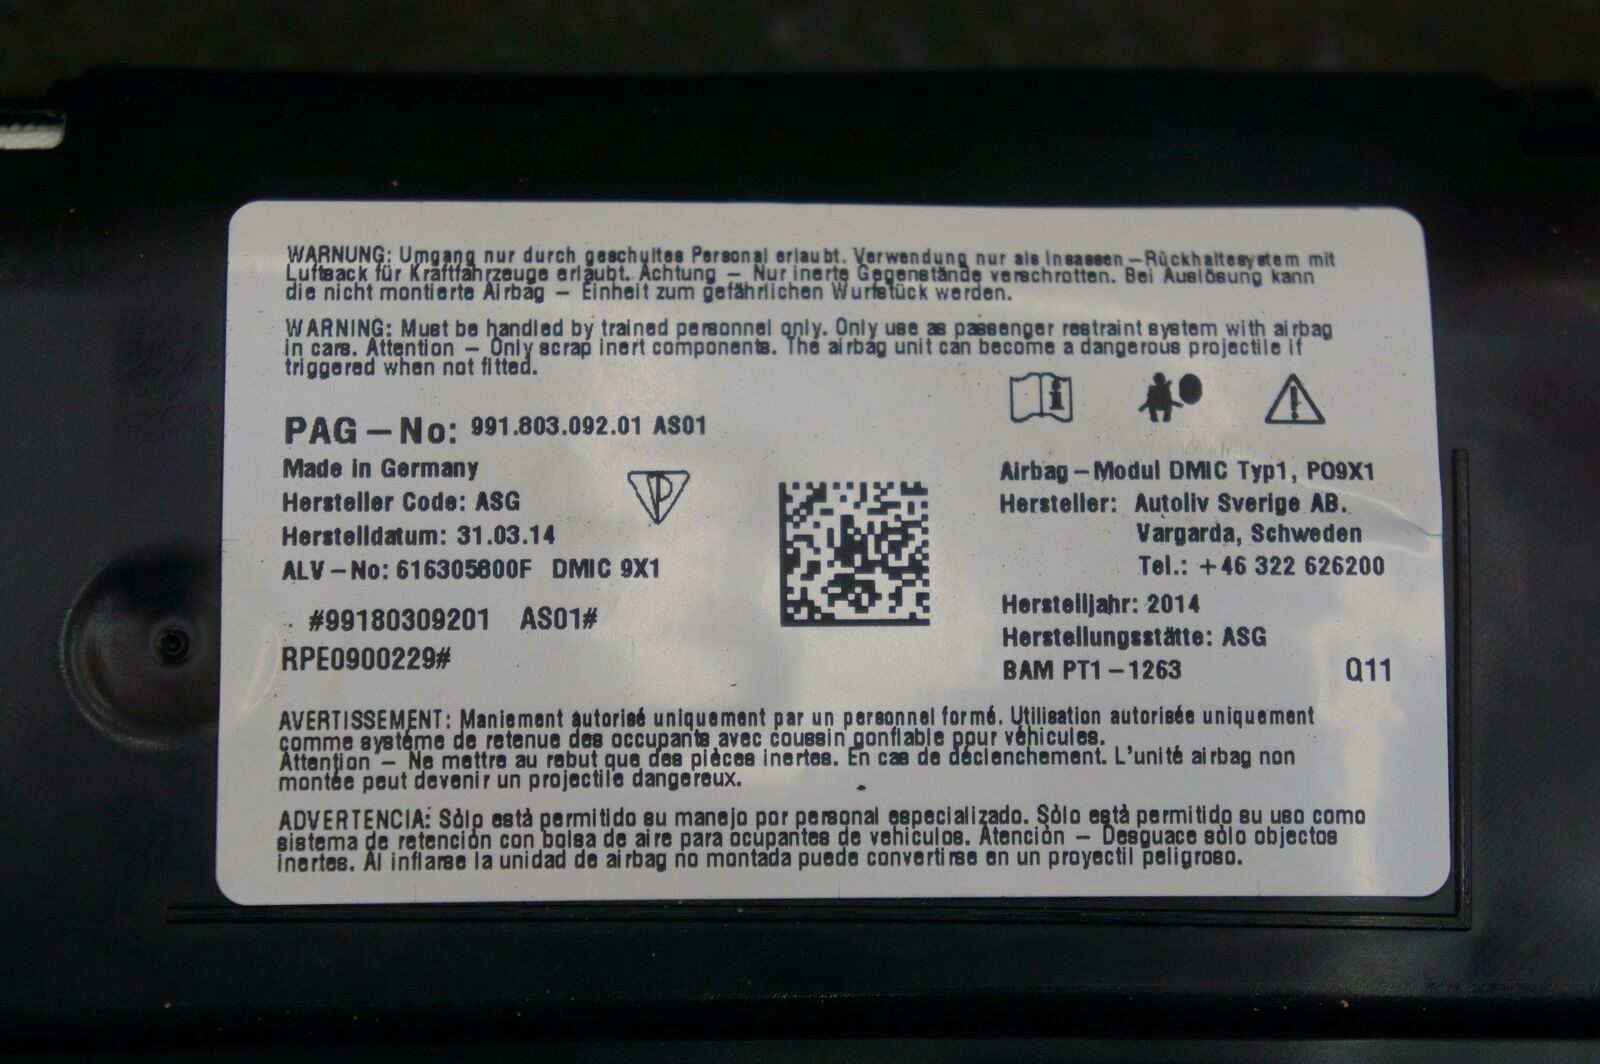 WARNUNG: Umgang nur durch geschultes Personal erlaubt. Verwendung nur als Insassen-Rückhaltesystem mit
Luftsack für Kraftfahrzeuge erlaubt. Achtung - Nur inerte Gegenstände verschrotten. Bei Auslösung kann
die nicht montierte Airbag - Einheit zum gefährlichen Wurfstück werden.
WARNING: Must be handled by trained personnel only. Only use as passenger restraint system with airbag
in cars. Attention - Only scrap inert components. The airbag unit can become a dangerous projectile if
triggered when not fitted.
PAG-No: 991.803.092.01 AS01
Made in Germany
Hersteller Code: ASG
Herstelldatum: 31.03.14
ALV-No: 616305800F DMIC 9X1
#99180309201 AS01#
RPE0900229#
Airbag-Modul DMIC Typ1, PO9X1
Hersteller: Autoliv Sverige AB.
Vargarda, Schweden
Tel.: +46 322 626200
Herstelljahr: 2014
Herstellungsstätte: ASG
BAM PT1-1263 Q11
AVERTISSEMENT: Maniement autorisé uniquement par un personnel formé. Utilisation autorisée uniquement
comme système de retenue des occupants avec coussin gonflable pour véhicules.
Attention - Ne mettre au rebut que des pièces inertes. En cas de déclenchement. L'unité airbag non
montée peut devenir un projectile dangereux.
ADVERTENCIA: Sòlo està permitido su manejo por personal especializado. Sòlo està permitido su uso como
sistema de retenciòn con bolsa de aire para ocupantes de vehiculos. Atenciòn - Desguace sòlo objectos
inertes. Al inflarse la unidad de airbag no montada puede convertirse en un proyectil peligroso.